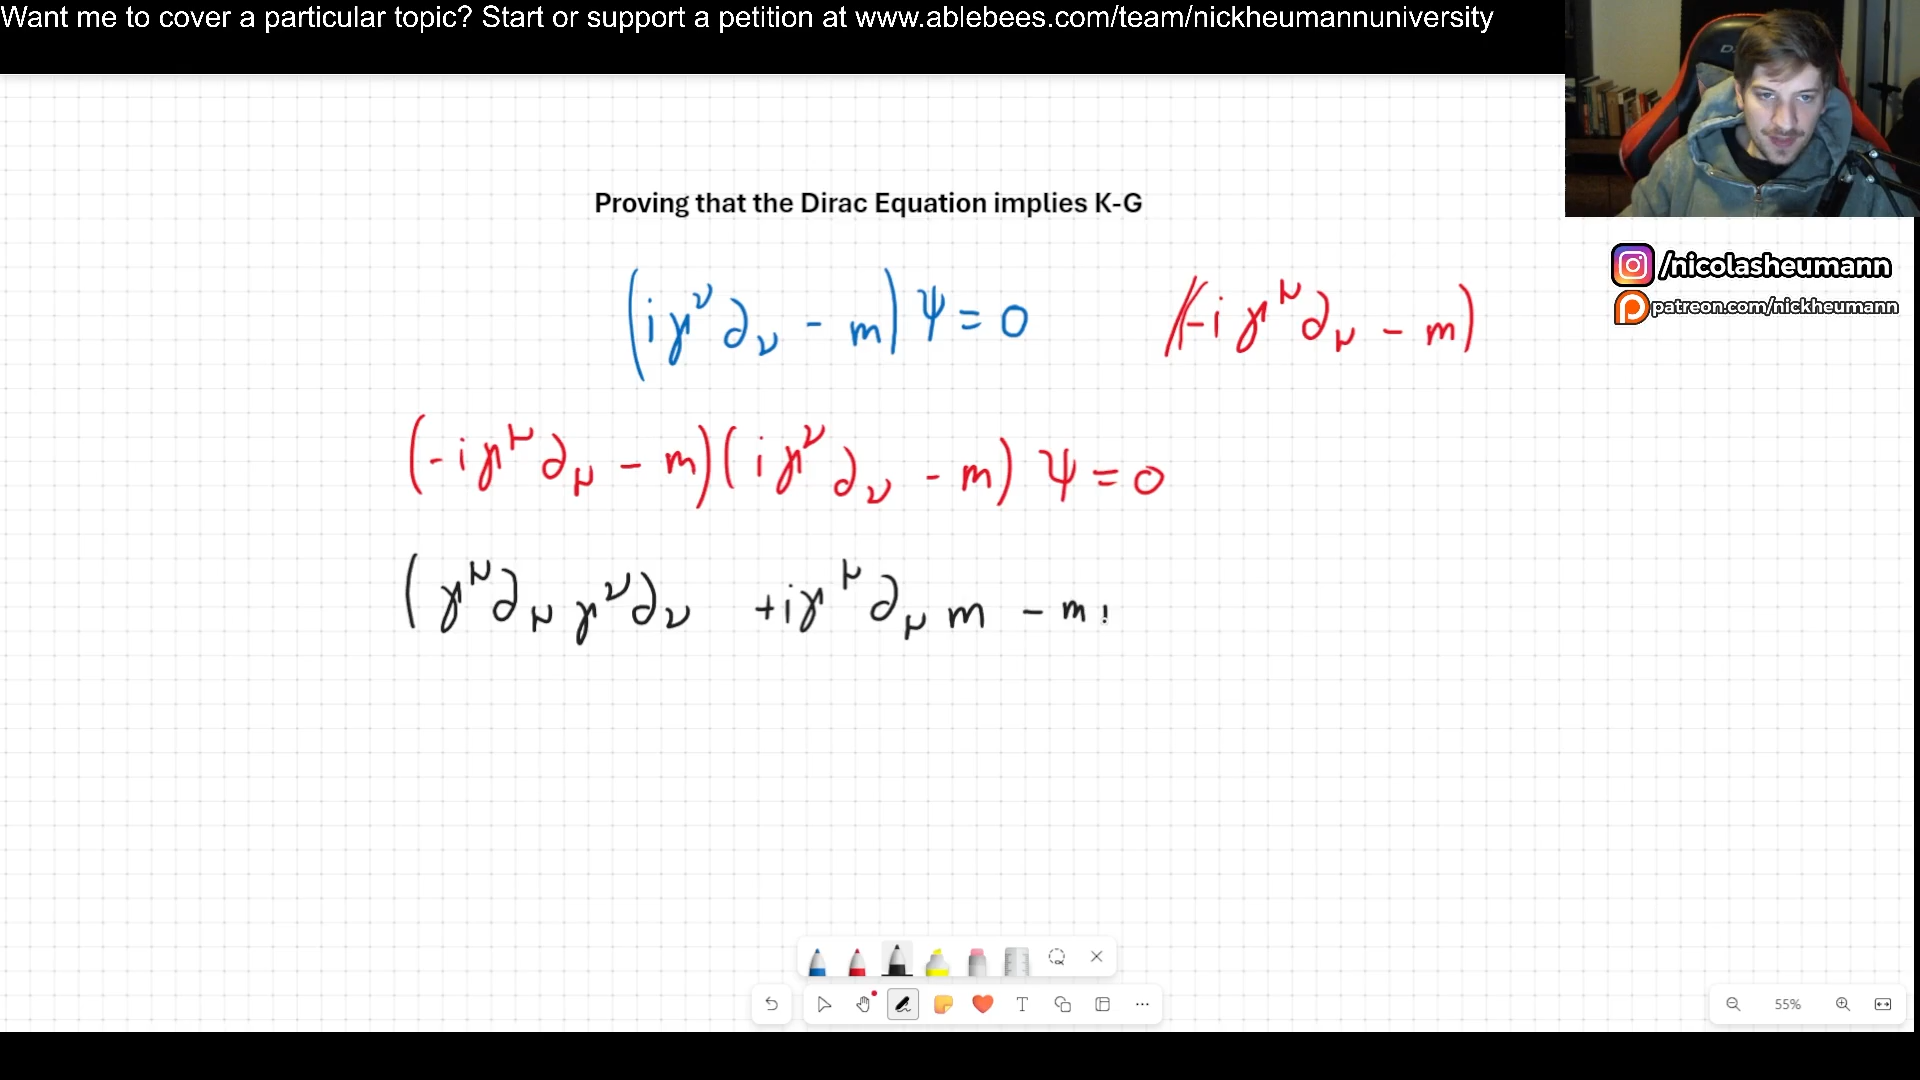 Want me to cover a particular topic? Start or support a petition at www.ablebees.com/team/nickheumannuniversity
Proving that the Dirac Equation implies K-G
/nicolasheumann
patreon.com/nickheumann
(iγ^ν ∂_ν - m) ψ = 0
/(-iγ^μ ∂_μ - m)
(-iγ^μ ∂_μ - m)(iγ^ν ∂_ν - m) ψ = 0
(γ^μ ∂_μ γ^ν ∂_ν + iγ^μ ∂_μ m - m i
55%